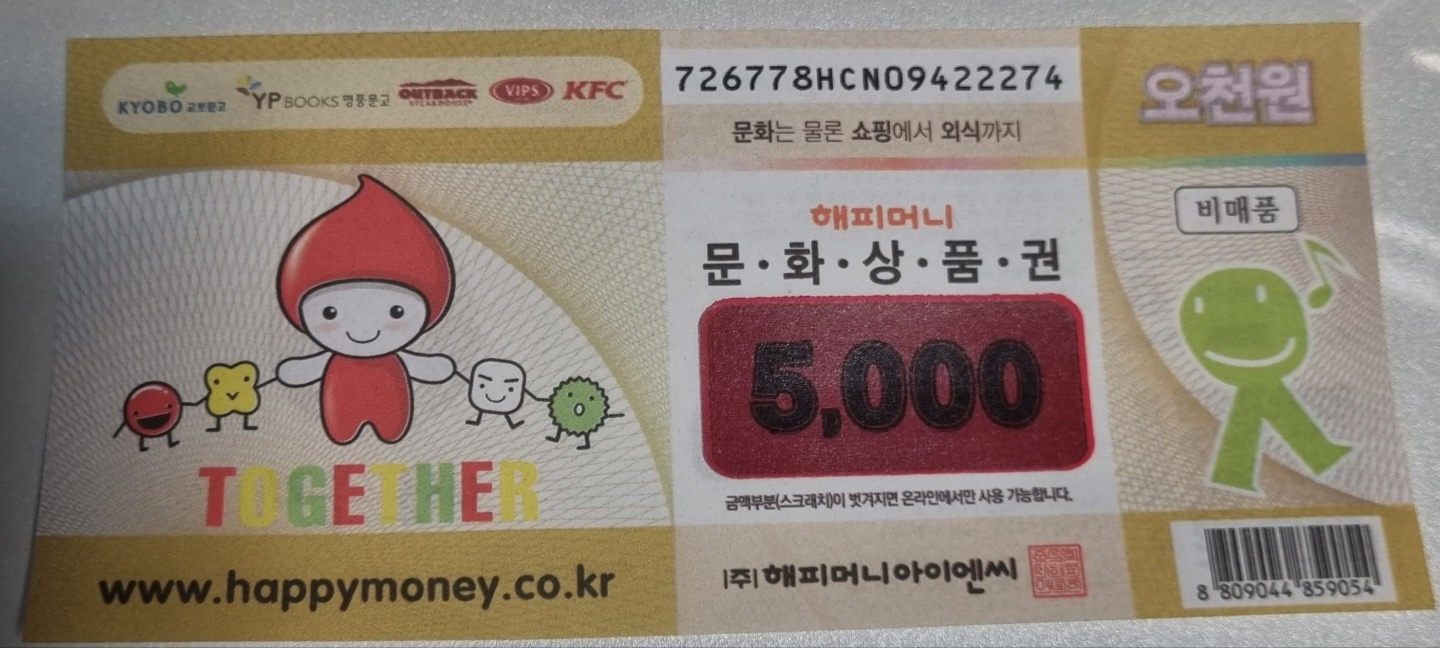 KYOBO 교보문고 YP BOOKS 영풍문고 OUTBACK STEAKHOUSE VIPS KFC
TOGETHER
www.happymoney.co.kr
726778HCNO9422274
문화는 물론 쇼핑에서 외식까지
해피머니
문·화·상·품·권
5,000
금액부분(스크래치)이 벗겨지면 온라인에서만 사용 가능합니다.
(주)해피머니아이엔씨
오천원
비매품
8 809044 859054